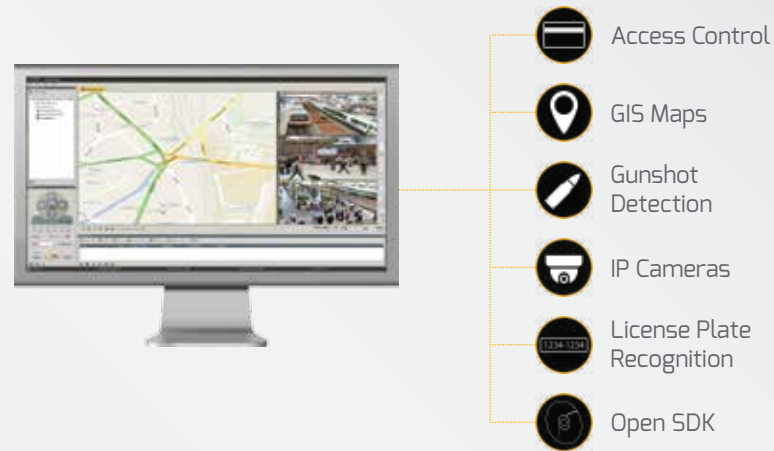 Access Control
GIS Maps
Gunshot
Detection
IP Cameras
1234-1234
License Plate
Recognition
Open SDK